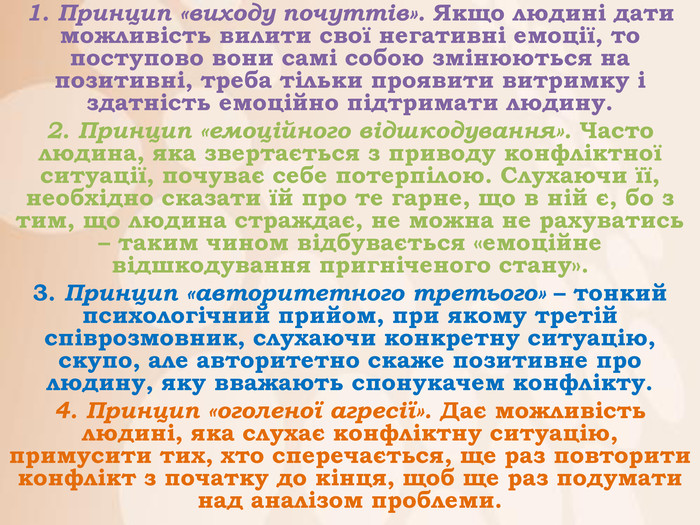 1. Принцип «виходу почуттів». Якщо людині дати
можливість вилити свої негативні емоції, то
поступово вони самі собою змінюються на
позитивні, треба тільки проявити витримку і
здатність емоційно підтримати людину.
2. Принцип «емоційного відшкодування». Часто
людина, яка звертається з приводу конфліктної
ситуації, почуває себе потерпілою. Слухаючи її,
необхідно сказати їй про те гарне, що в ній є, бо з
тим, що людина страждає, не можна не рахуватись
– таким чином відбувається «емоційне
відшкодування пригніченого стану».
3. Принцип «авторитетного третього» – тонкий
психологічний прийом, при якому третій
співрозмовник, слухаючи конкретну ситуацію,
скупо, але авторитетно скаже позитивне про
людину, яку вважають спонукачем конфлікту.
4. Принцип «оголеної агресії». Дає можливість
людині, яка слухає конфліктну ситуацію,
примусити тих, хто сперечається, ще раз повторити
конфлікт з початку до кінця, щоб ще раз подумати
над аналізом проблеми.